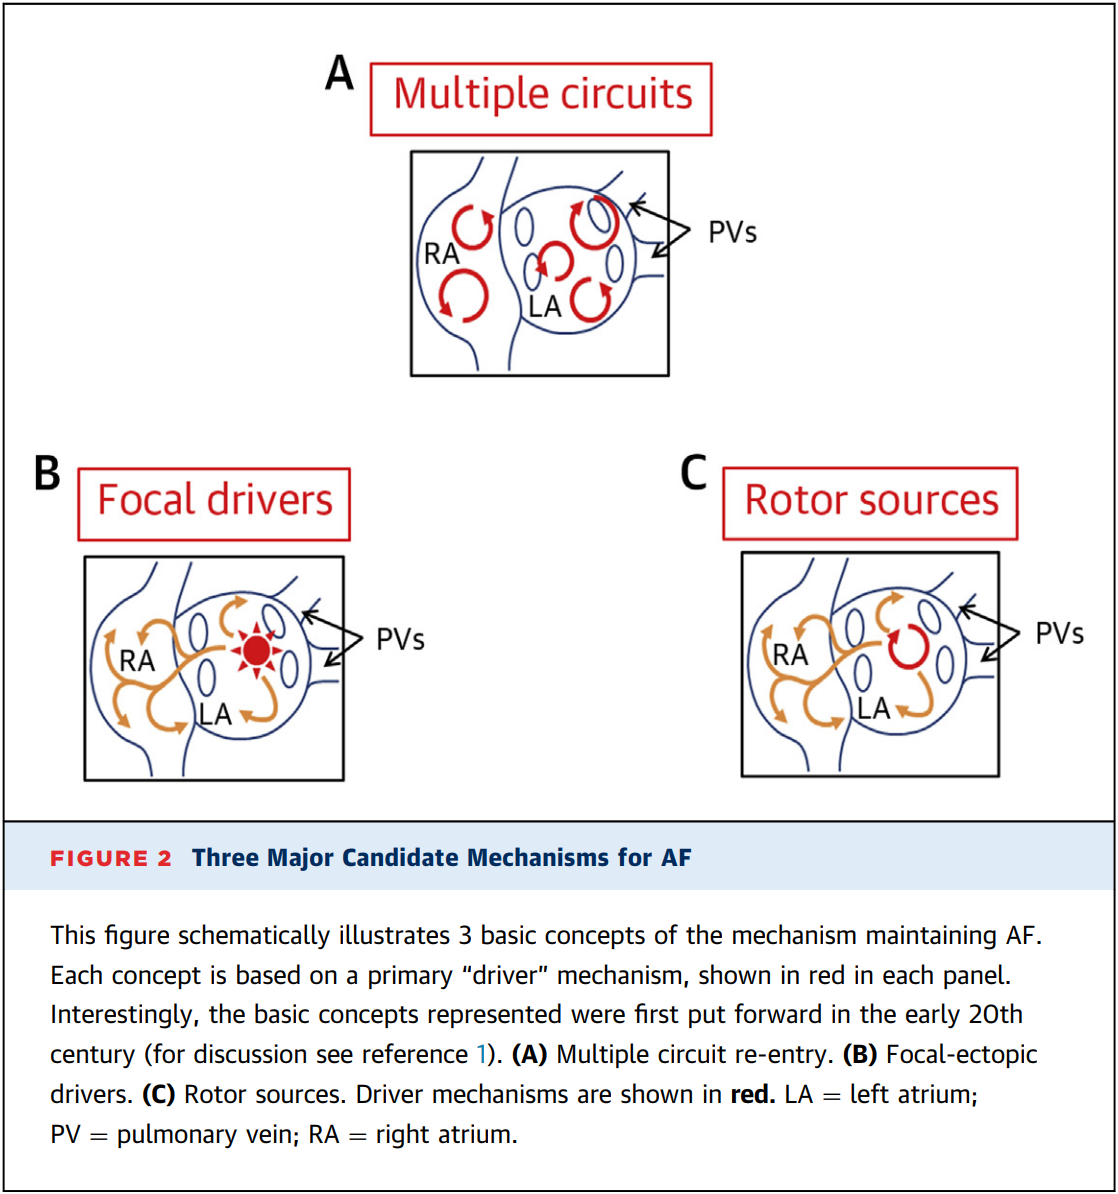 A
Multiple circuits
RA
LA
PVs
B
Focal drivers
RA
LA
PVs
C
Rotor sources
RA
LA
PVs
FIGURE 2 Three Major Candidate Mechanisms for AF
This figure schematically illustrates 3 basic concepts of the mechanism maintaining AF.
Each concept is based on a primary “driver” mechanism, shown in red in each panel.
Interestingly, the basic concepts represented were first put forward in the early 20th
century (for discussion see reference 1). (A) Multiple circuit re-entry. (B) Focal-ectopic
drivers. (C) Rotor sources. Driver mechanisms are shown in red. LA = left atrium;
PV = pulmonary vein; RA = right atrium.